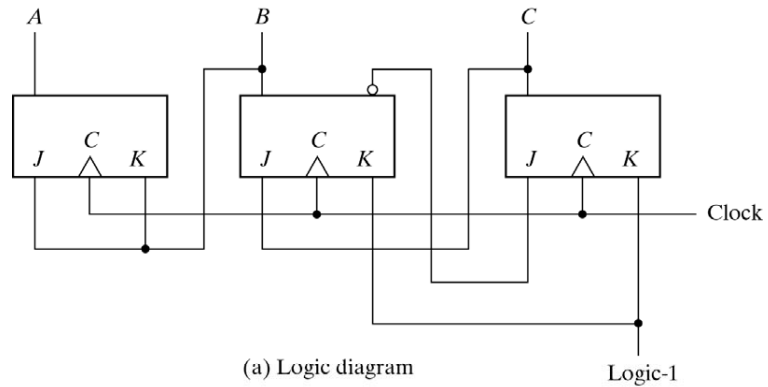 A B C
J C K J C K J C K
Clock
(a) Logic diagram
Logic-1